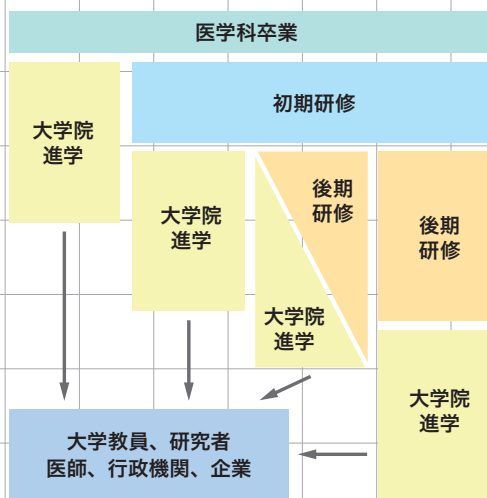 医学科卒業
大学院
進学
初期研修
大学院
進学
後期
研修
大学院
進学
後期
研修
大学院
進学
大学教員、研究者
医師、行政機関、企業